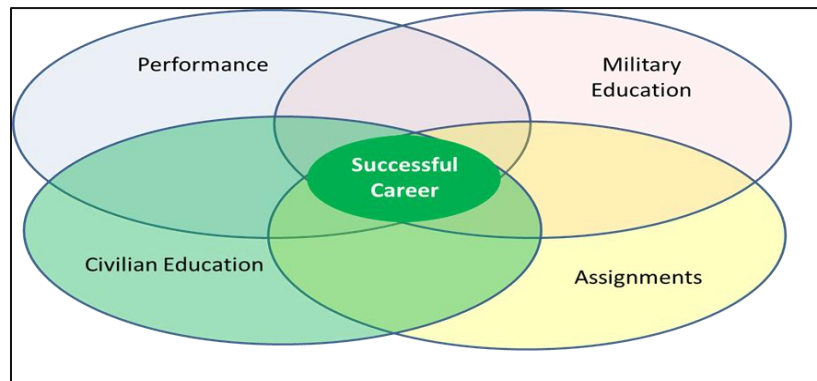 Performance
Military
Education
Successful
Career
Civilian Education
Assignments